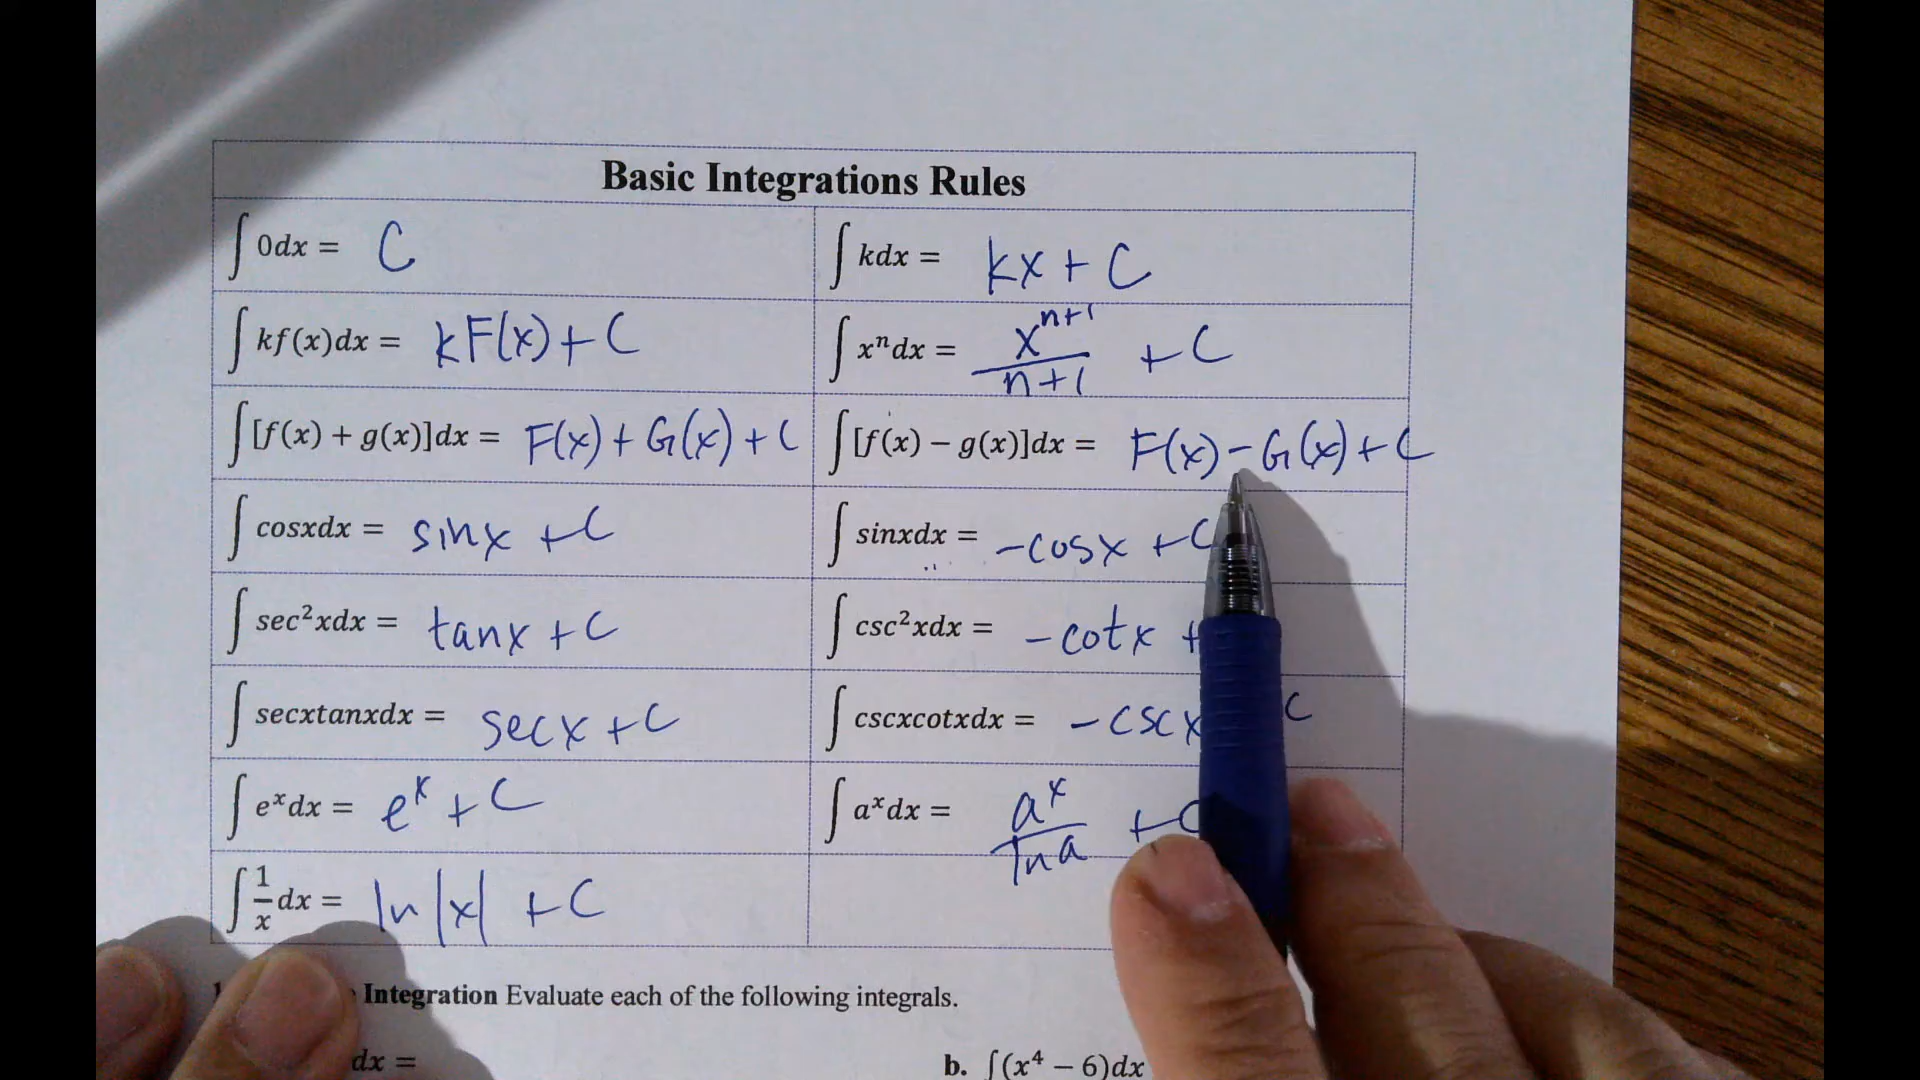 Basic Integrations Rules
∫ 0dx = C
∫ kdx = kx + C
∫ kf(x)dx = kF(x) + C
∫ xⁿdx = xⁿ⁺¹/n+1 + C
∫ [f(x) + g(x)]dx = F(x) + G(x) + C
∫ [f(x) − g(x)]dx = F(x) − G(x) + C
∫ cosxdx = sinx + C
∫ sinxdx = −cosx + C
∫ sec²xdx = tanx + C
∫ csc²xdx = −cotx +
∫ secxtanxdx = secx + C
∫ cscxcotxdx = −cscx C
∫ eˣdx = eˣ + C
∫ aˣdx = aˣ/ln a + C
∫ 1/x dx = ln |x| + C
Integration Evaluate each of the following integrals.
dx =
b. ∫(x⁴ − 6)dx